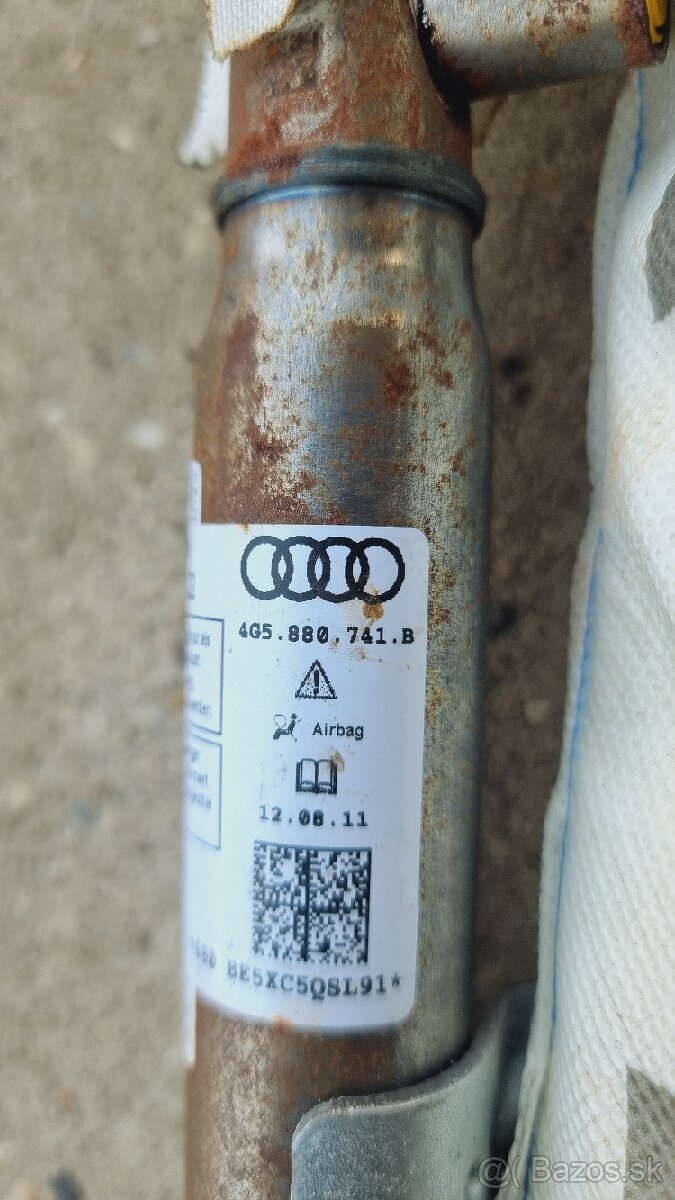 4G5.880.741.B
Airbag
12.08.11
BE5XC5QSL91*
Bazos.sk